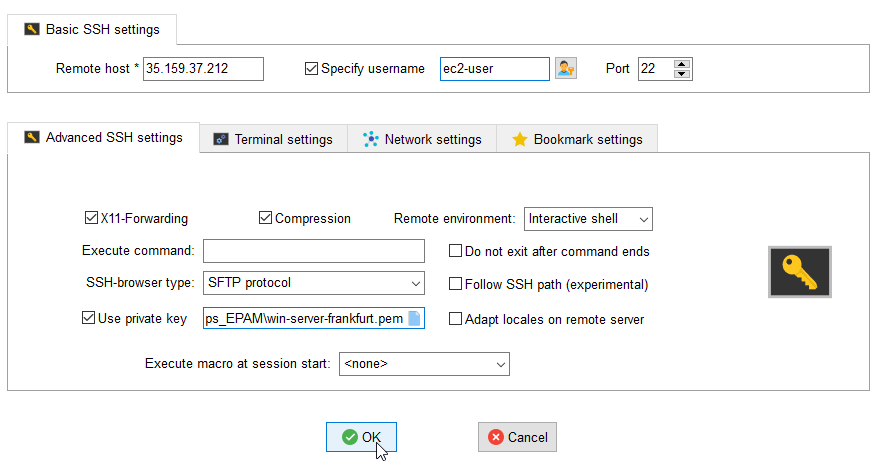 Basic SSH settings
Remote host * 35.159.37.212 Specify username ec2-user Port 22
Advanced SSH settings Terminal settings Network settings Bookmark settings
X11-Forwarding Compression Remote environment: Interactive shell
Execute command: Do not exit after command ends
SSH-browser type: SFTP protocol Follow SSH path (experimental)
Use private key ps_EPAM\win-server-frankfurt.pem Adapt locales on remote server
Execute macro at session start: <none>
OK Cancel